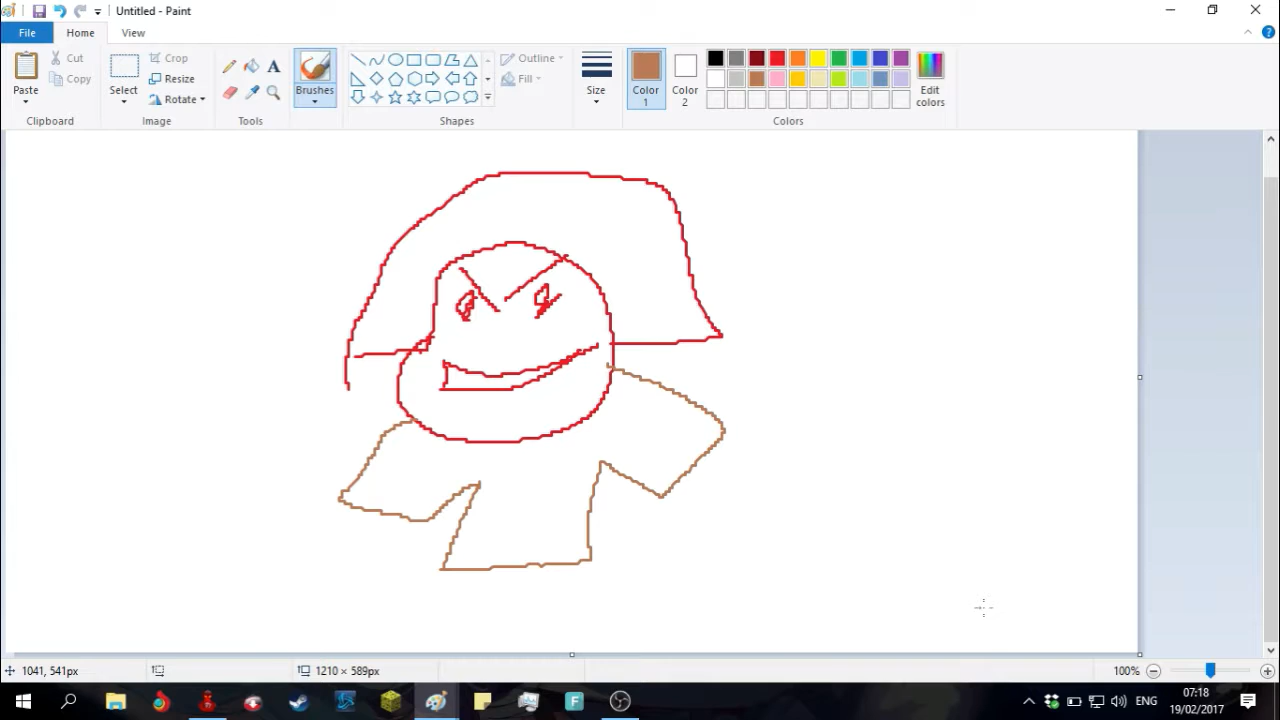 Untitled - Paint
File Home View
Paste Cut Copy Select Crop Resize Rotate A Brushes Outline Fill Size Color 1 Color 2 Edit colors
Clipboard Image Tools Shapes Colors
1041, 541px 1210 × 589px 100%
F ENG 07:18
19/02/2017